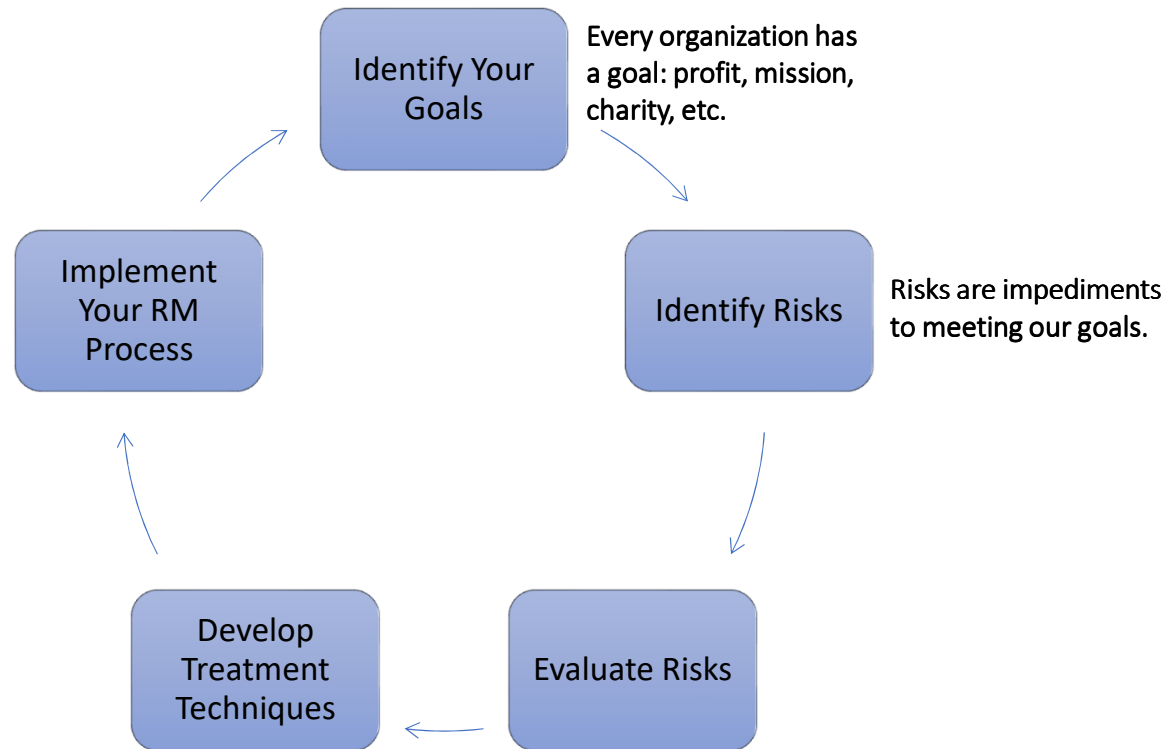 Identify Your
Goals
Every organization has
a goal: profit, mission,
charity, etc.
Identify Risks
Risks are impediments
to meeting our goals.
Evaluate Risks
Develop
Treatment
Techniques
Implement
Your RM
Process